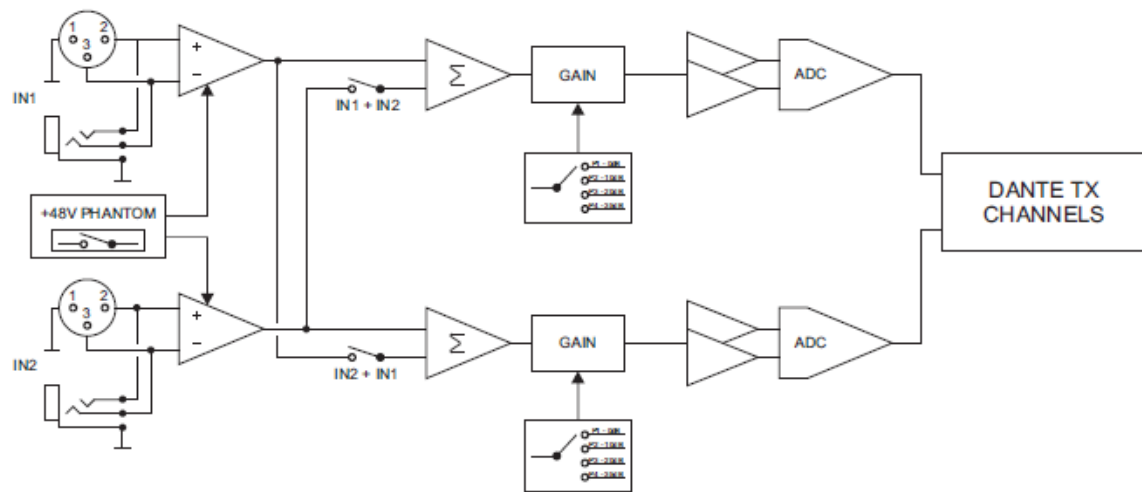 1 2
3
+
−
IN1
IN1 + IN2
Σ
GAIN
ADC
+48V PHANTOM
DANTE TX
CHANNELS
1 2
3
+
−
IN2
IN2 + IN1
Σ
GAIN
ADC